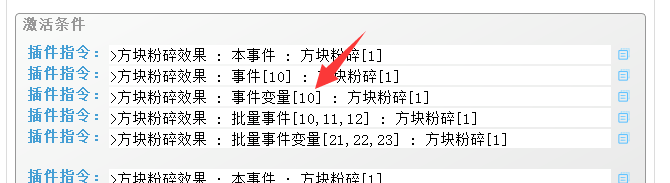 激活条件
插件指令：>方块粉碎效果 : 本事件 : 方块粉碎[1]
插件指令：>方块粉碎效果 : 事件[10] : 方块粉碎[1]
插件指令：>方块粉碎效果 : 事件变量[10] : 方块粉碎[1]
插件指令：>方块粉碎效果 : 批量事件[10,11,12] : 方块粉碎[1]
插件指令：>方块粉碎效果 : 批量事件变量[21,22,23] : 方块粉碎[1]
插件指令：>方块粉碎效果 : 本事件 : 方块粉碎[1]